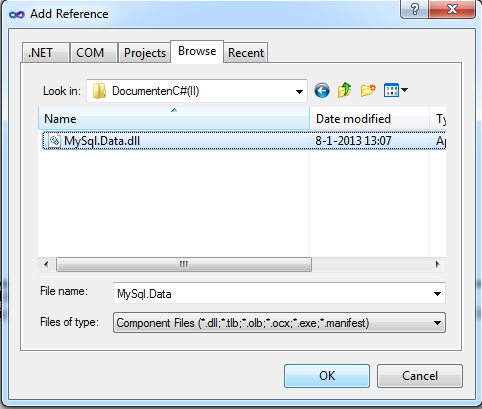 Add Reference
.NET COM Projects Browse Recent
Look in: DocumentenC#(II)
Name Date modified Ty
MySql.Data.dll 8-1-2013 13:07 Ap
File name: MySql.Data
Files of type: Component Files (*.dll;*.tlb;*.olb;*.ocx;*.exe;*.manifest)
OK Cancel